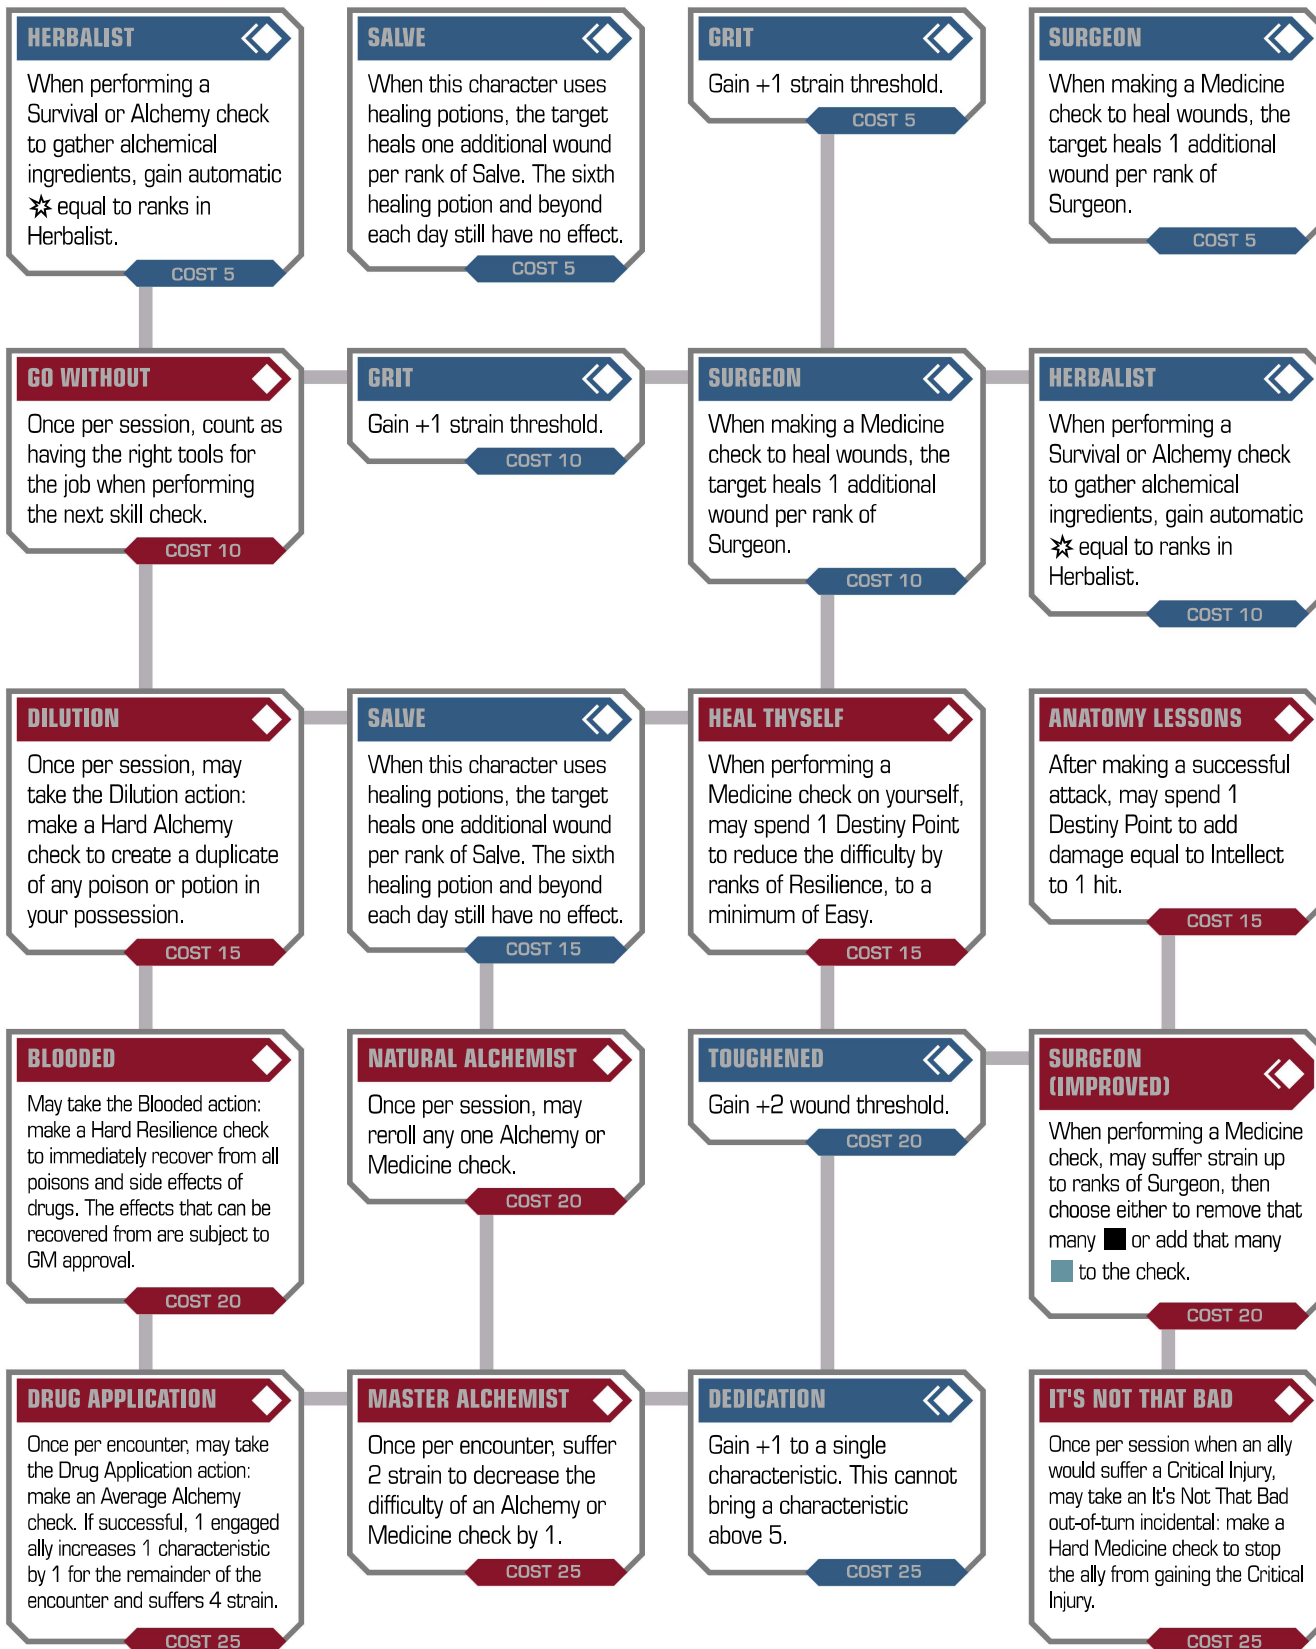 HERBALIST
When performing a
Survival or Alchemy check
to gather alchemical
ingredients, gain automatic
equal to ranks in
Herbalist.
COST 5
SALVE
When this character uses
healing potions, the target
heals one additional wound
per rank of Salve. The sixth
healing potion and beyond
each day still have no effect.
COST 5
GRIT
Gain +1 strain threshold.
COST 5
SURGEON
When making a Medicine
check to heal wounds, the
target heals 1 additional
wound per rank of
Surgeon.
COST 5
GO WITHOUT
Once per session, count as
having the right tools for
the job when performing
the next skill check.
COST 10
GRIT
Gain +1 strain threshold.
COST 10
SURGEON
When making a Medicine
check to heal wounds, the
target heals 1 additional
wound per rank of
Surgeon.
COST 10
HERBALIST
When performing a
Survival or Alchemy check
to gather alchemical
ingredients, gain automatic
equal to ranks in
Herbalist.
COST 10
DILUTION
Once per session, may
take the Dilution action:
make a Hard Alchemy
check to create a duplicate
of any poison or potion in
your possession.
COST 15
SALVE
When this character uses
healing potions, the target
heals one additional wound
per rank of Salve. The sixth
healing potion and beyond
each day still have no effect.
COST 15
HEAL THYSELF
When performing a
Medicine check on yourself,
may spend 1 Destiny Point
to reduce the difficulty by
ranks of Resilience, to a
minimum of Easy.
COST 15
ANATOMY LESSONS
After making a successful
attack, may spend 1
Destiny Point to add
damage equal to Intellect
to 1 hit.
COST 15
BLOODED
May take the Blooded action:
make a Hard Resilience check
to immediately recover from all
poisons and side effects of
drugs. The effects that can be
recovered from are subject to
GM approval.
COST 20
NATURAL ALCHEMIST
Once per session, may
reroll any one Alchemy or
Medicine check.
COST 20
TOUGHENED
Gain +2 wound threshold.
COST 20
SURGEON
(IMPROVED)
When performing a Medicine
check, may suffer strain up
to ranks of Surgeon, then
choose either to remove that
many or add that many
to the check.
COST 20
DRUG APPLICATION
Once per encounter, may take
the Drug Application action:
make an Average Alchemy
check. If successful, 1 engaged
ally increases 1 characteristic
by 1 for the remainder of the
encounter and suffers 4 strain.
COST 25
MASTER ALCHEMIST
Once per encounter, suffer
2 strain to decrease the
difficulty of an Alchemy or
Medicine check by 1.
COST 25
DEDICATION
Gain +1 to a single
characteristic. This cannot
bring a characteristic
above 5.
COST 25
IT'S NOT THAT BAD
Once per session when an ally
would suffer a Critical Injury,
may take an It's Not That Bad
out-of-turn incidental: make a
Hard Medicine check to stop
the ally from gaining the Critical
Injury.
COST 25